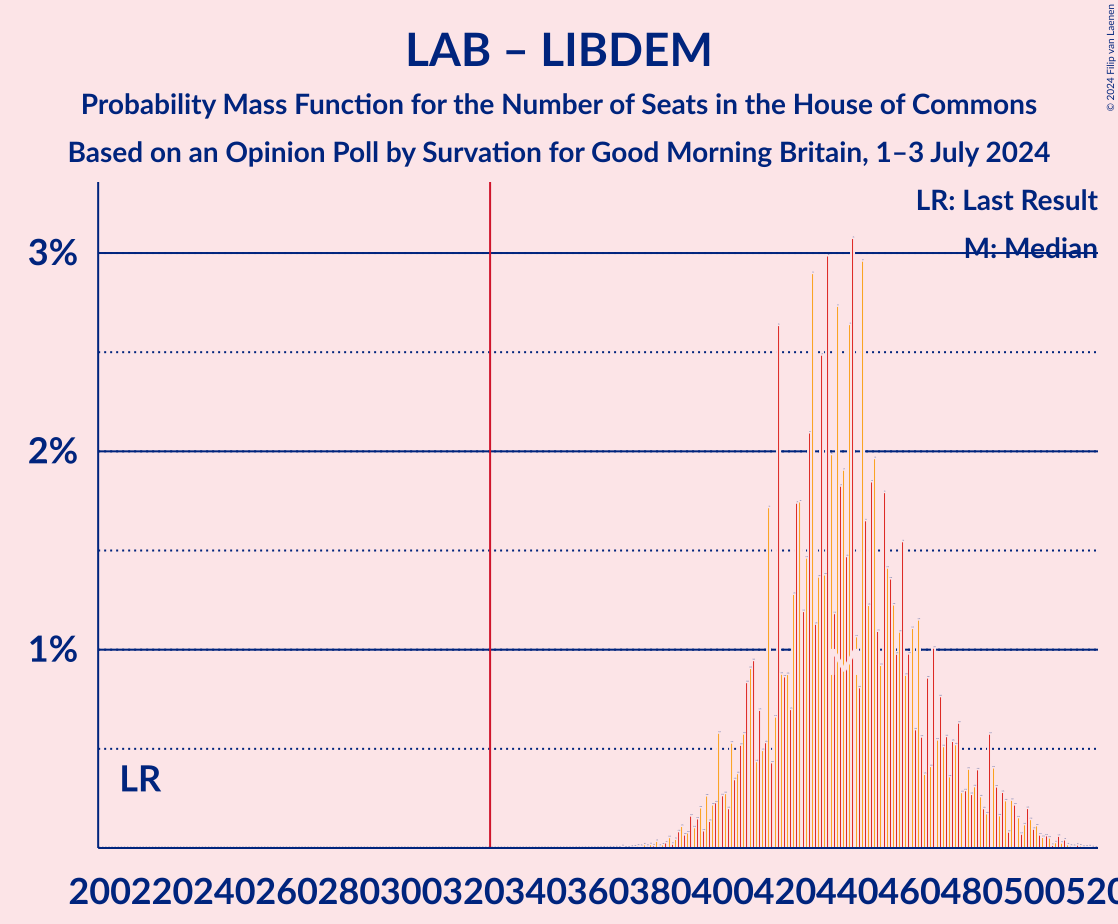 LAB – LIBDEM
Probability Mass Function for the Number of Seats in the House of Commons
Based on an Opinion Poll by Survation for Good Morning Britain, 1–3 July 2024
© 2024 Filip van Laenen
LR: Last Result
M: Median
3%
2%
1%
LR
M
200220240260280300320340360380400420440460480500520